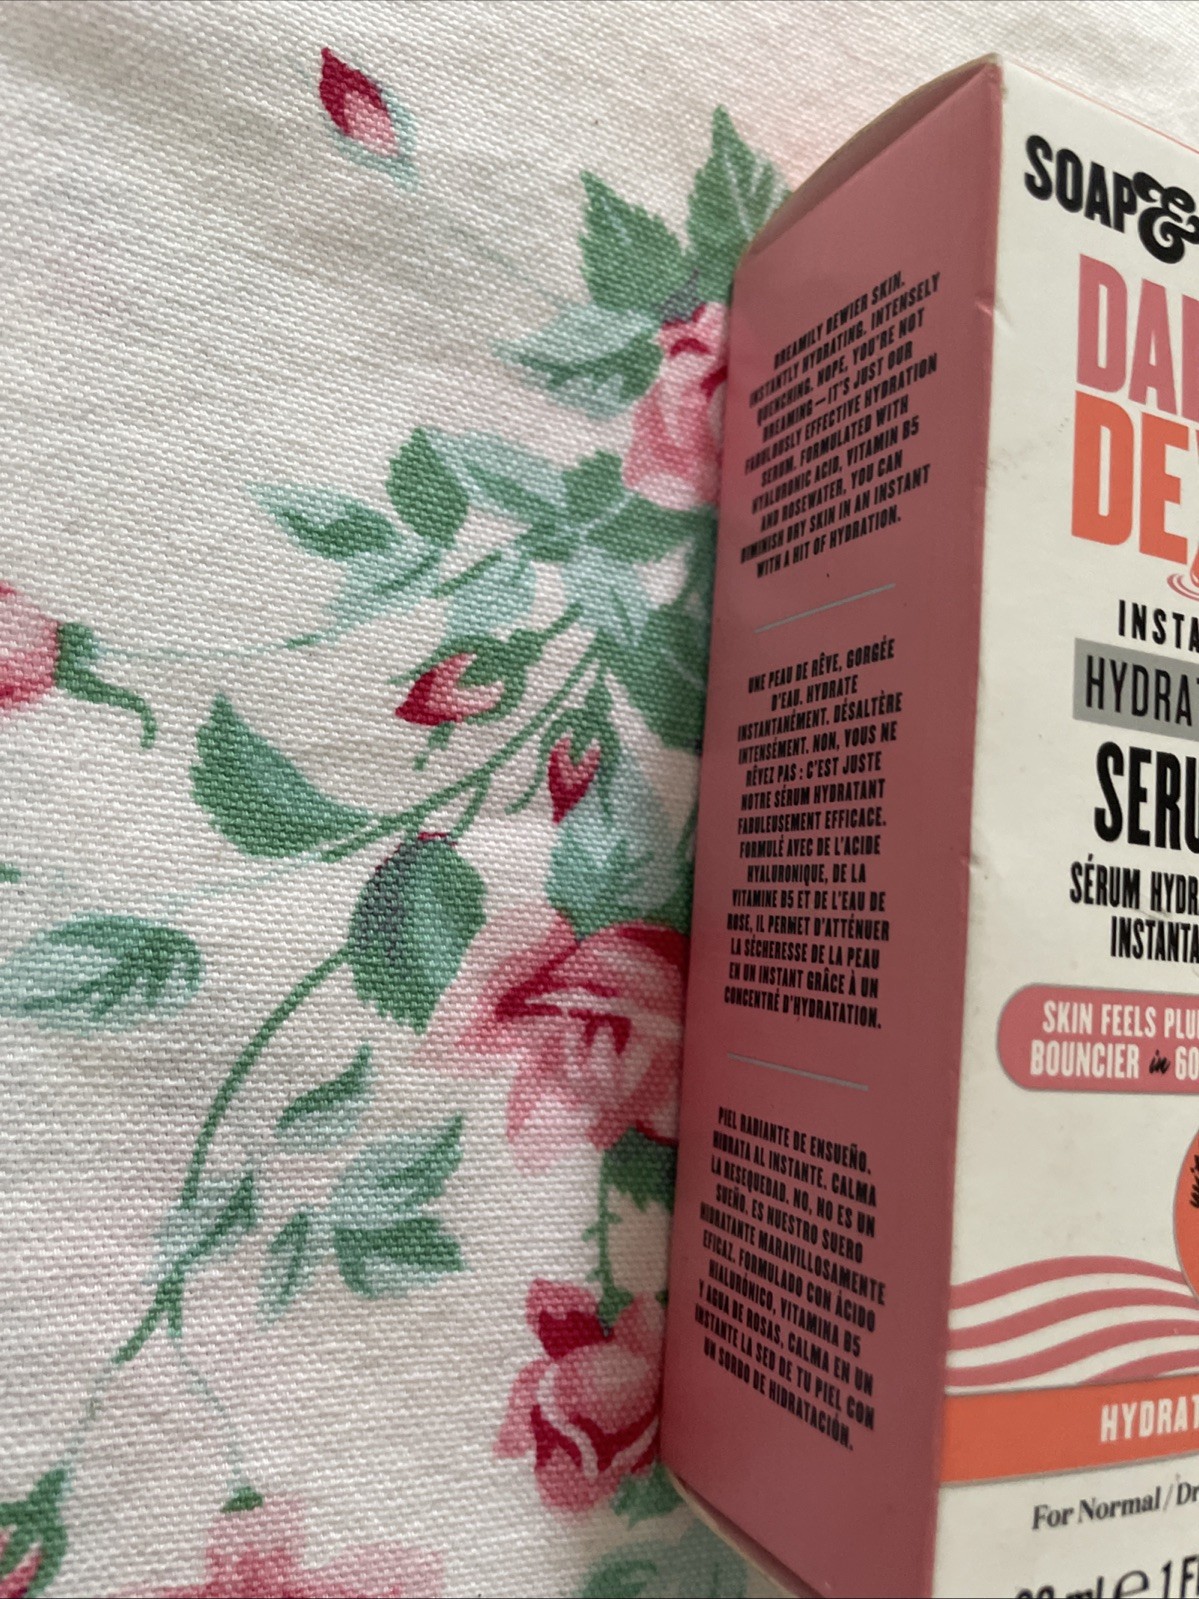 DREAMILY DEWIER SKIN.
INSTANTLY HYDRATING. INTENSELY
QUENCHING. NOPE, YOU'RE NOT
DREAMING—IT'S JUST OUR
FABULOUSLY EFFECTIVE HYDRATION
SERUM. FORMULATED WITH
HYALURONIC ACID, VITAMIN B5
AND ROSEWATER, YOU CAN
DIMINISH DRY SKIN IN AN INSTANT
WITH A HIT OF HYDRATION.
UNE PEAU DE RÊVE, GORGÉE
D'EAU. HYDRATE
INSTANTANÉMENT. DÉSALTÈRE
INTENSÉMENT. NON, VOUS NE
RÊVEZ PAS : C'EST JUSTE
NOTRE SÉRUM HYDRATANT
FABULEUSEMENT EFFICACE.
FORMULÉ AVEC DE L'ACIDE
HYALURONIQUE, DE LA
VITAMINE B5 ET DE L'EAU DE
ROSE, IL PERMET D'ATTÉNUER
LA SÉCHERESSE DE LA PEAU
EN UN INSTANT GRÂCE À UN
CONCENTRÉ D'HYDRATATION.
PIEL RADIANTE DE ENSUEÑO.
HIDRATA AL INSTANTE. CALMA
LA DESEQUEDAD. NO, NO ES UN
SUEÑO, ES NUESTRO SUERO
HIDRATANTE MARAVILLOSAMENTE
EFICAZ. FORMULADO CON ÁCIDO
HIALURÓNICO, VITAMINA B5
Y AGUA DE ROSAS, CALMA EN UN
INSTANTE LA SED DE TU PIEL CON
UN SORBO DE HIDRATACIÓN.
SOAP &
DA
DE
INSTA
HYDRAT
SERU
SÉRUM HYDR
INSTANTA
SKIN FEELS PLU
BOUNCIER in 60
HYDRAT
For Normal / Dr
ml e 1 F